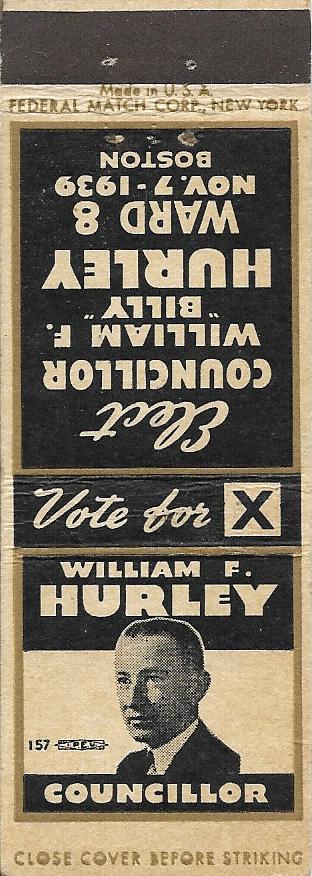 Made in U.S.A.
FEDERAL MATCH CORP., NEW YORK
Elect
COUNCILLOR
WILLIAM F.
"BILLY"
HURLEY
WARD 8
NOV. 7 - 1939
BOSTON
Vote for X
WILLIAM F.
HURLEY
157
COUNCILLOR
CLOSE COVER BEFORE STRIKING